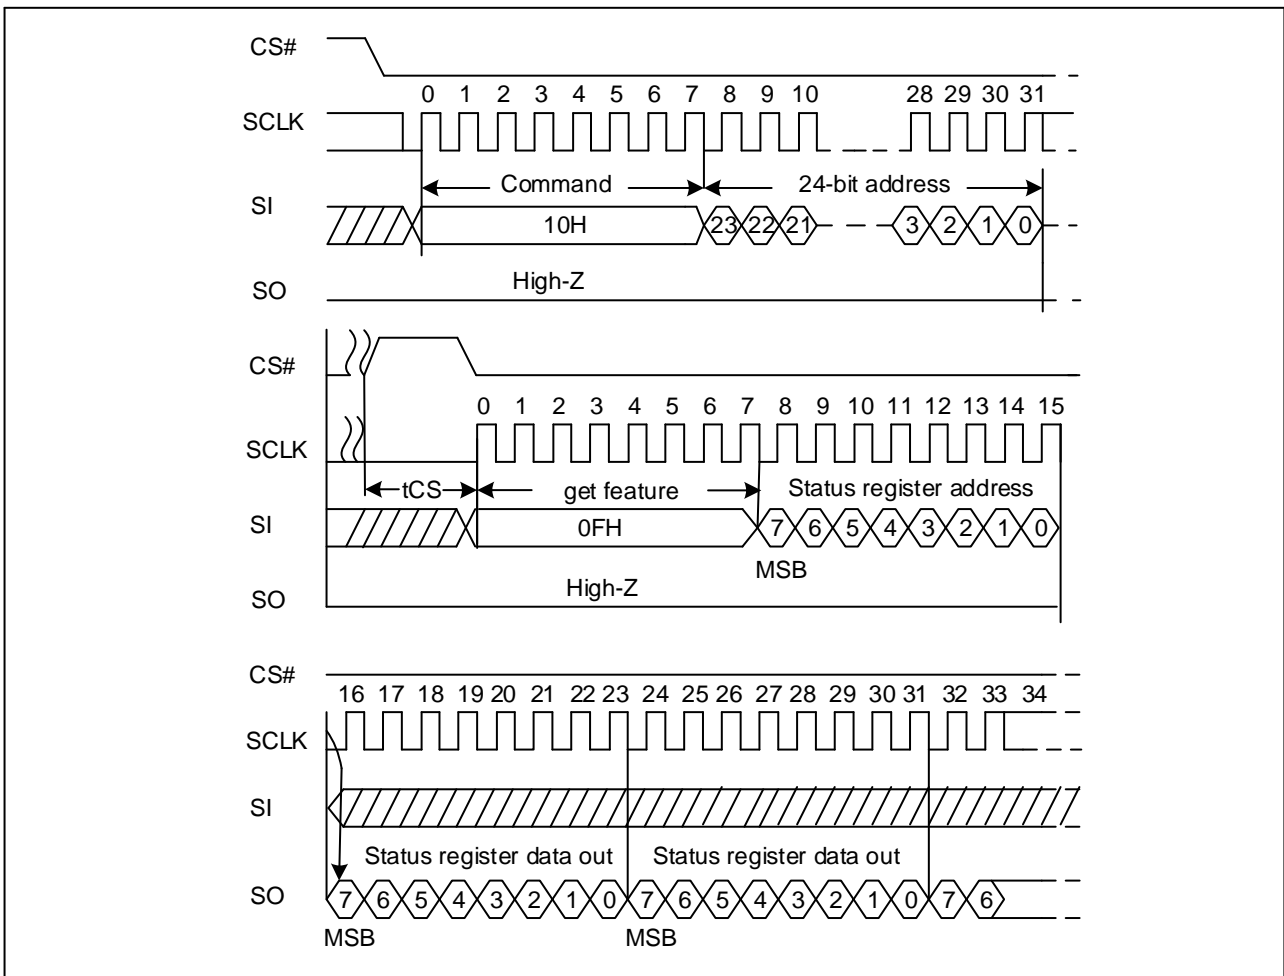 CS#
0 1 2 3 4 5 6 7 8 9 10 28 29 30 31
SCLK
Command 24-bit address
SI
10H 23 22 21 3 2 1 0
High-Z
SO
CS#
0 1 2 3 4 5 6 7 8 9 10 11 12 13 14 15
SCLK
tCS get feature Status register address
SI
0FH 7 6 5 4 3 2 1 0
MSB
High-Z
SO
CS#
16 17 18 19 20 21 22 23 24 25 26 27 28 29 30 31 32 33 34
SCLK
SI
Status register data out Status register data out
SO 7 6 5 4 3 2 1 0 7 6 5 4 3 2 1 0 7 6
MSB MSB